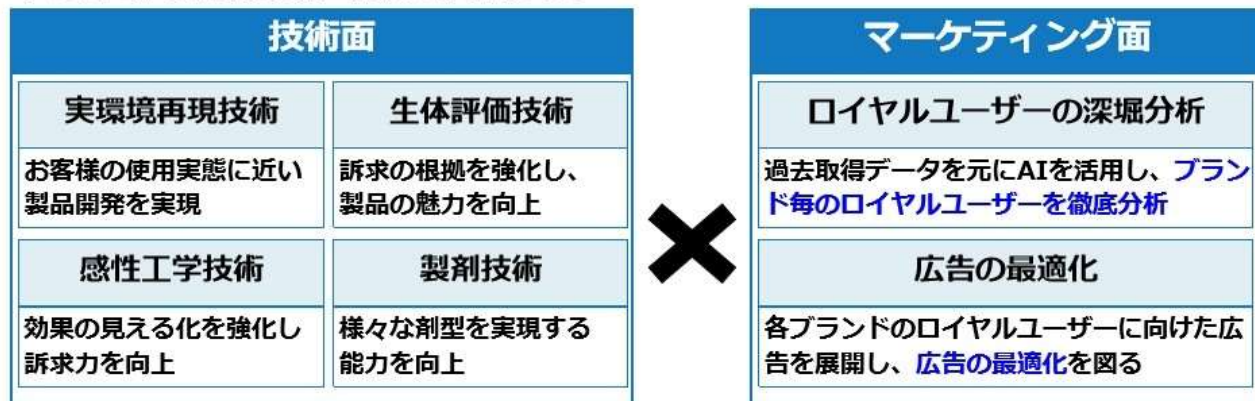 技術面
実環境再現技術
お客様の使用実態に近い
製品開発を実現
生体評価技術
訴求の根拠を強化し、
製品の魅力を向上
感性工学技術
効果の見える化を強化し
訴求力を向上
製剤技術
様々な剤型を実現する
能力を向上
マーケティング面
ロイヤルユーザーの深堀分析
過去取得データを元にAIを活用し、ブラン
ド毎のロイヤルユーザーを徹底分析
広告の最適化
各ブランドのロイヤルユーザーに向けた広
告を展開し、広告の最適化を図る